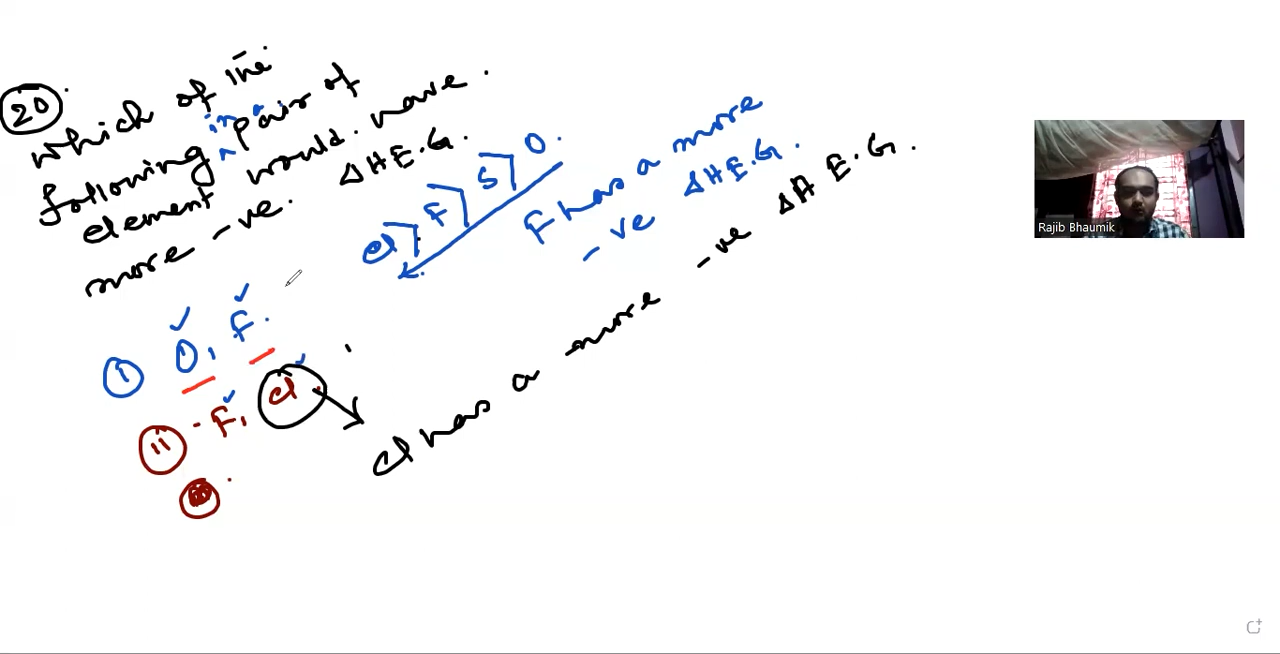 20
Which of the
following in pair of
element would have
more -ve. ΔHE.G.
Cl > F > S > O.
F has a more
-ve ΔHE.G.
i O, F.
ii F, Cl.
Cl has a more -ve ΔH E.G.
Rajib Bhaumik